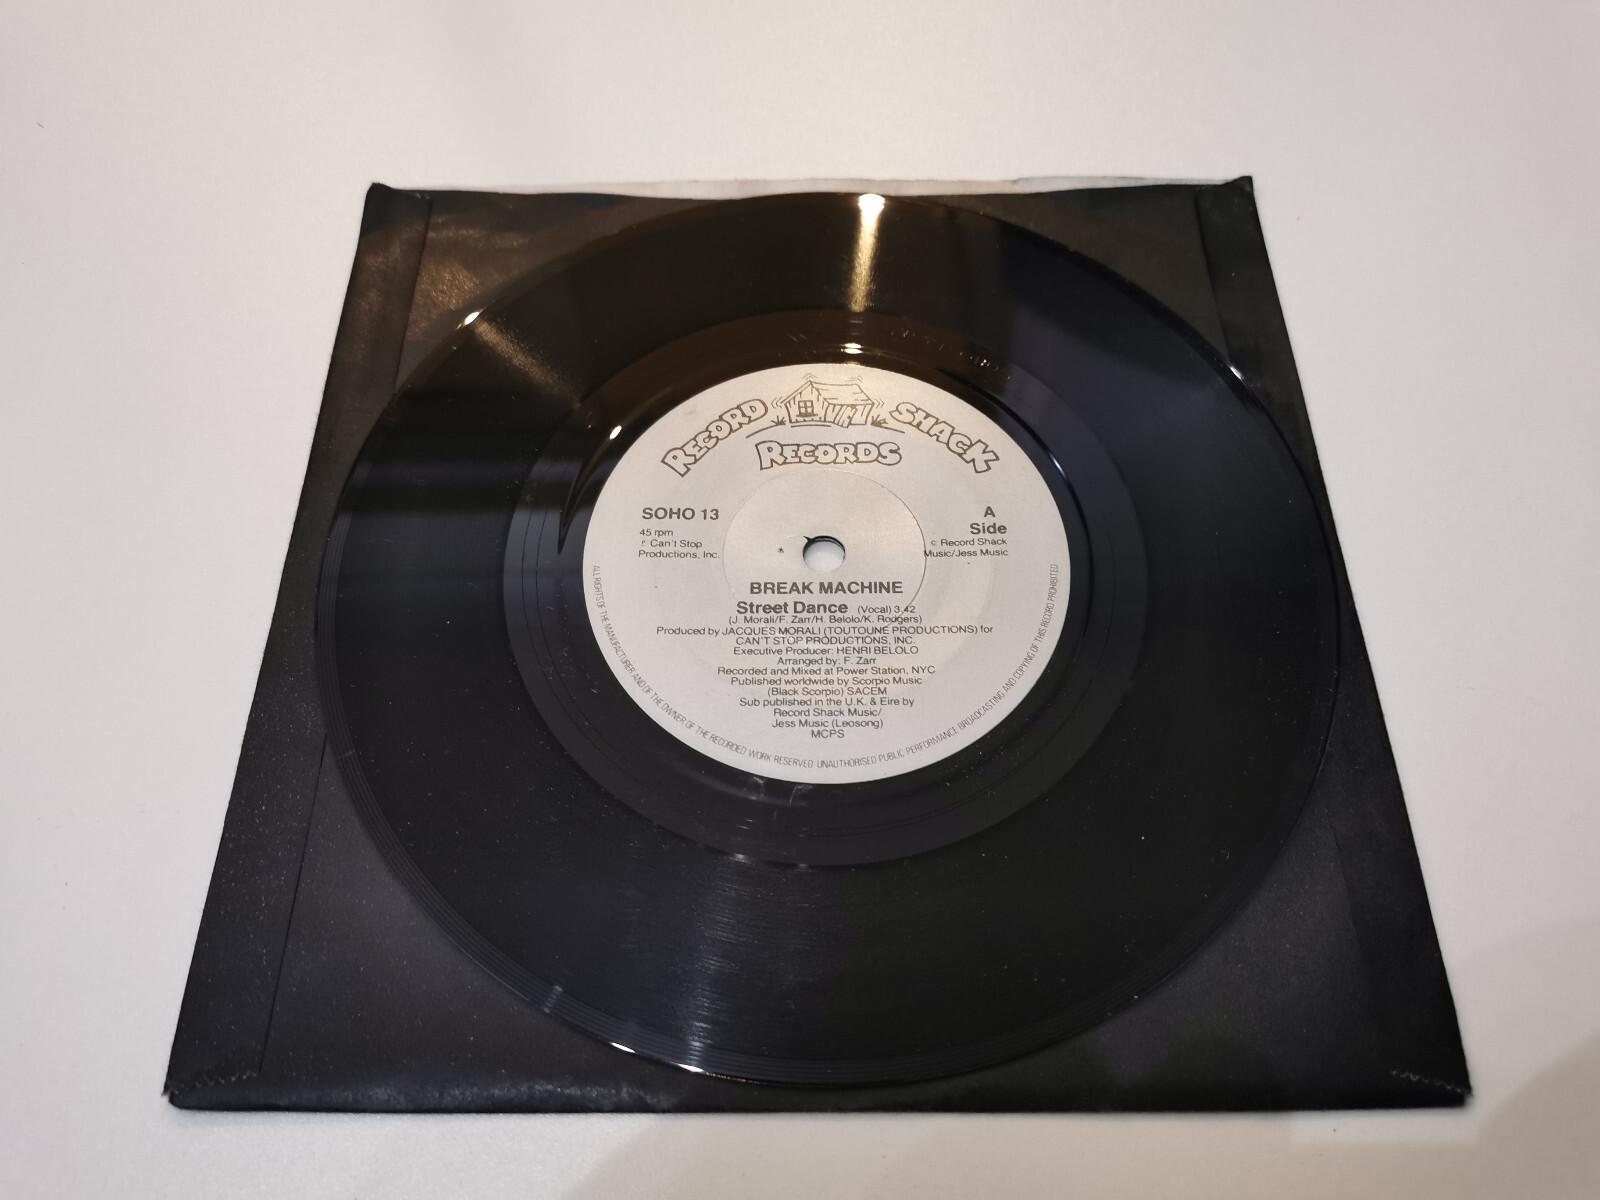 RECORD SHACK
RECORDS
SOHO 13
A
Side
45 rpm
℗ Can't Stop
Productions, Inc.
© Record Shack
Music/Jess Music
BREAK MACHINE
Street Dance (Vocal) 3.42
(J. Morali/F. Zarr/H. Belolo/K. Rodgers)
Produced by JACQUES MORALI (TOUTOUNE PRODUCTIONS) for
CAN'T STOP PRODUCTIONS, INC.
Executive Producer: HENRI BELOLO
Arranged by: F. Zarr
Recorded and Mixed at Power Station, NYC
Published worldwide by Scorpio Music
(Black Scorpio) SACEM
Sub published in the U.K. & Eire by
Record Shack Music/
Jess Music (Leosong)
MCPS
ALL RIGHTS OF THE MANUFACTURER AND OF THE OWNER OF THE RECORDED WORK RESERVED UNAUTHORISED PUBLIC PERFORMANCE BROADCASTING AND COPYING OF THIS RECORD PROHIBITED